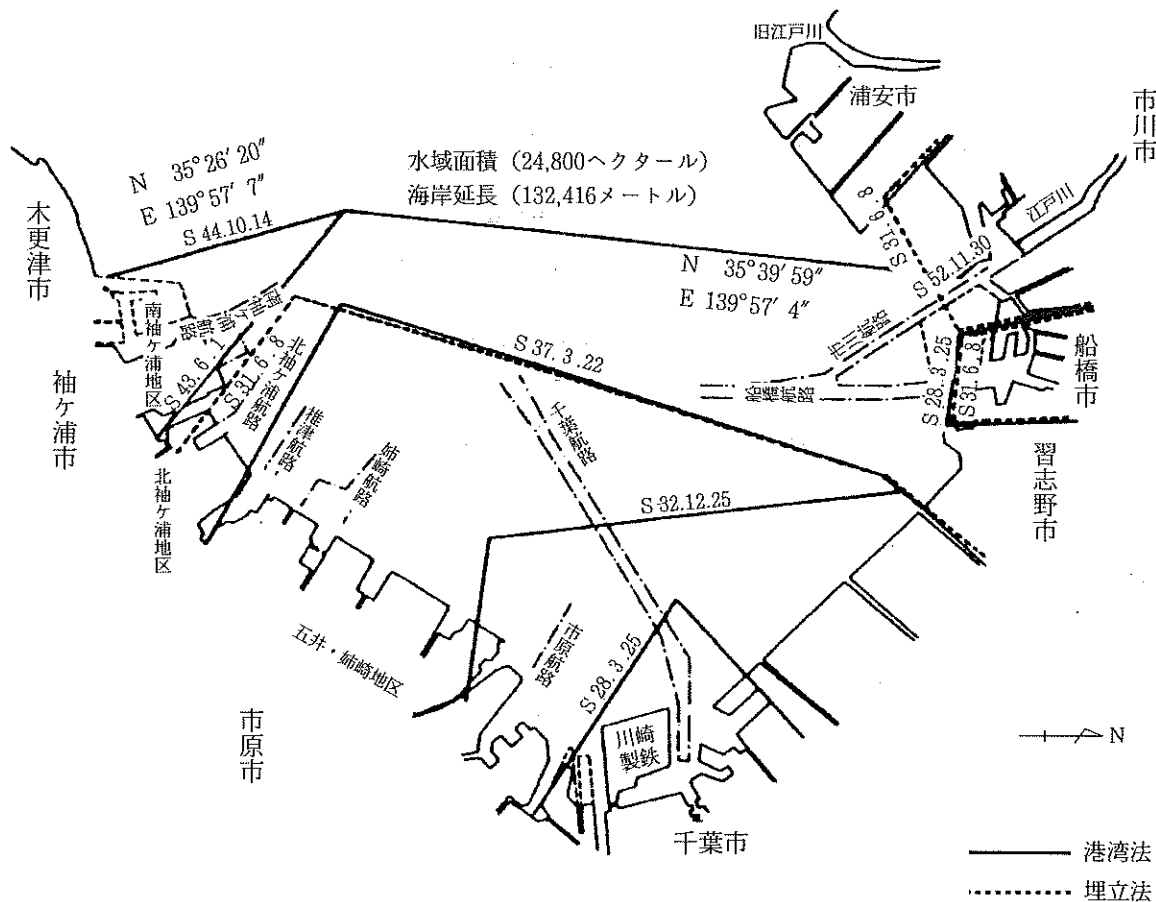 旧江戸川
浦安市
市川市
江戸川
N 35° 26′ 20″
E 139° 57′ 7″
S 44.10.14
水域面積（24,800ヘクタール）
海岸延長（132,416メートル）
木更津市
S 31. 6. 8
S 52.11.30
N 35° 39′ 59″
E 139° 57′ 4″
南袖ケ浦航路
南袖ケ浦地区
S 43. 6. 1
S 31. 6. 8
北袖ケ浦航路
S 37. 3. 22
市川航路
船橋航路
S 28. 3. 25
S 31. 6. 8
船橋市
袖ケ浦市
北袖ケ浦地区
椎津航路
姉崎航路
千葉航路
習志野市
S 32.12.25
五井・姉崎地区
市原航路
S 28. 3. 25
市原市
川崎
製鉄
N
千葉市
港湾法
埋立法